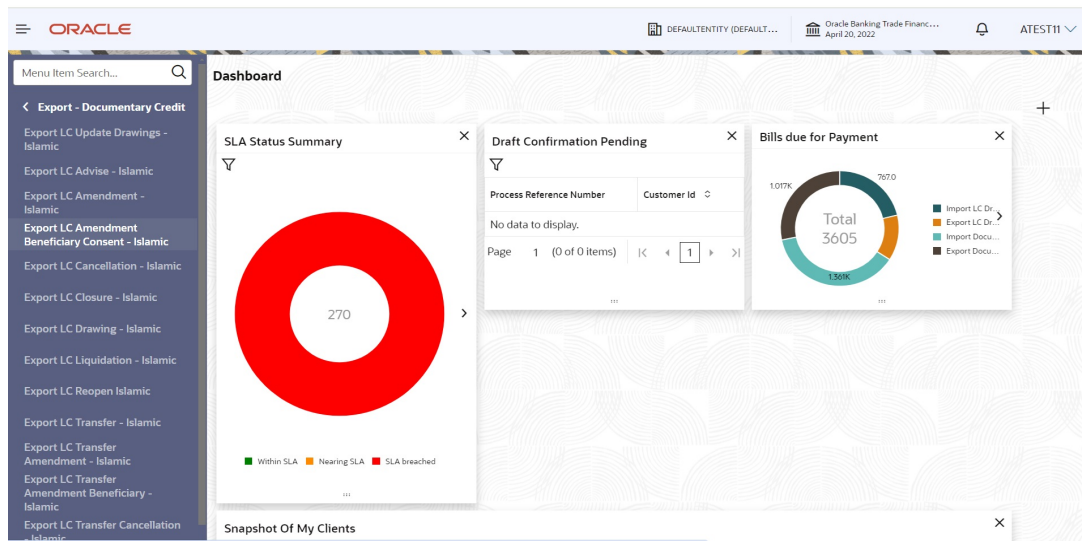 ORACLE
DEFAULTENTITY (DEFAULT...
Oracle Banking Trade Financ...
April 20, 2022
ATEST11
Menu Item Search...
Export - Documentary Credit
Export LC Update Drawings -
Islamic
Export LC Advise - Islamic
Export LC Amendment -
Islamic
Export LC Amendment
Beneficiary Consent - Islamic
Export LC Cancellation - Islamic
Export LC Closure - Islamic
Export LC Drawing - Islamic
Export LC Liquidation - Islamic
Export LC Reopen Islamic
Export LC Transfer - Islamic
Export LC Transfer
Amendment - Islamic
Export LC Transfer
Amendment Beneficiary -
Islamic
Export LC Transfer Cancellation
- Islamic
Dashboard
SLA Status Summary
270
Within SLA Nearing SLA SLA breached
Draft Confirmation Pending
Process Reference Number Customer Id
No data to display.
Page 1 (0 of 0 items) 1
Bills due for Payment
1.017K
767.0
Total
3605
1.361K
Import LC Dr...
Export LC Dr...
Import Docu...
Export Docu...
Snapshot Of My Clients